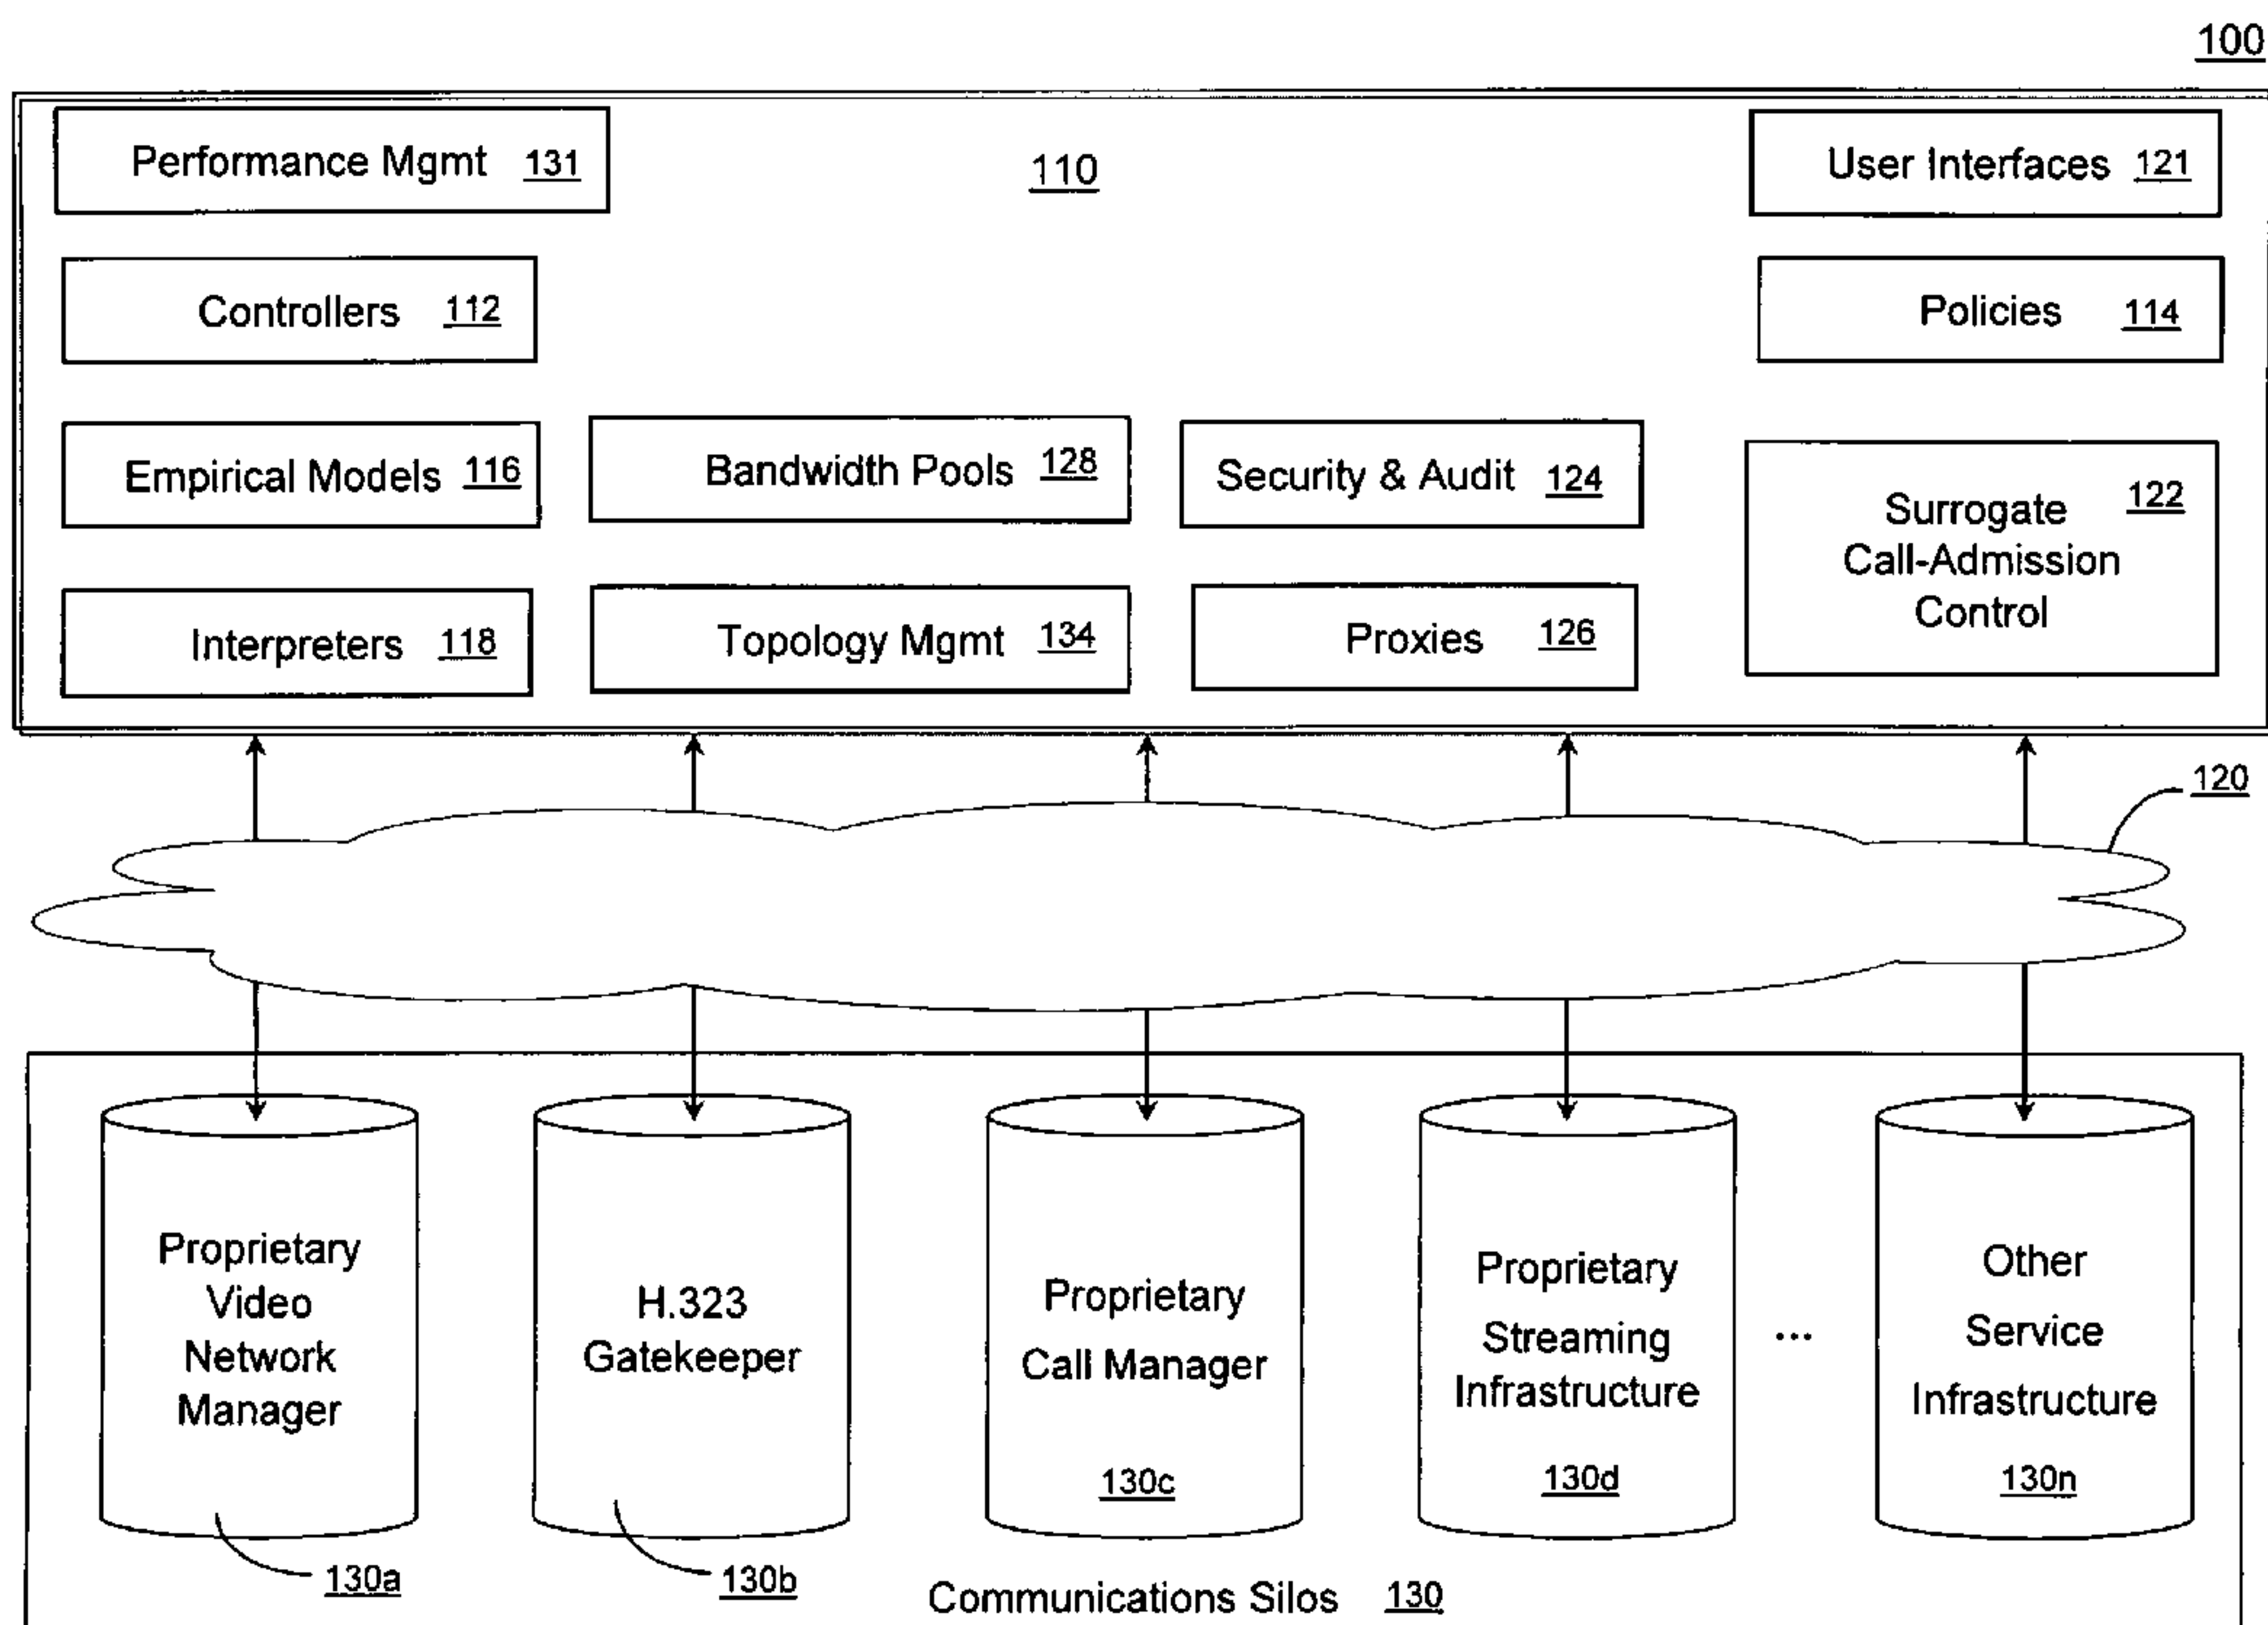 100
Performance Mgmt 131
110
User Interfaces 121
Controllers 112
Policies 114
Empirical Models 116
Bandwidth Pools 128
Security & Audit 124
Surrogate 122
Call-Admission
Control
Interpreters 118
Topology Mgmt 134
Proxies 126
120
Proprietary
Video
Network
Manager
130a
H.323
Gatekeeper
130b
Proprietary
Call Manager
130c
Proprietary
Streaming
Infrastructure
130d
...
Other
Service
Infrastructure
130n
Communications Silos 130